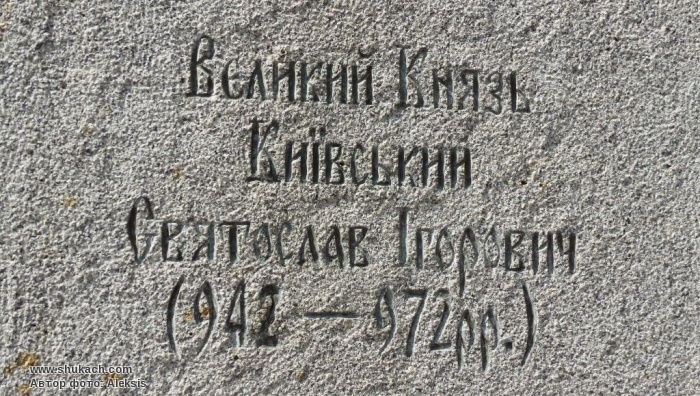 Великий Князь
Київський
Святослав Ігорович
(942 — 972рр.)
www.shukach.com
Автор фото: Aleksis